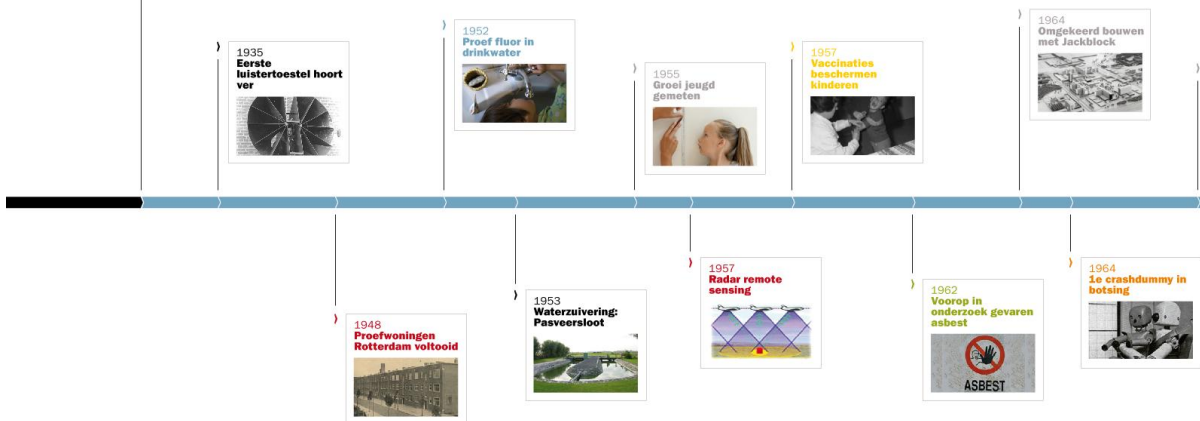 1935
Eerste
luistertoestel hoort
ver
1952
Proef fluor in
drinkwater
1955
Groei jeugd
gemeten
1957
Vaccinaties
beschermen
kinderen
1964
Omgekeerd bouwen
met Jackblock
1948
Proefwoningen
Rotterdam voltooid
1953
Waterzuivering:
Pasveersloot
1957
Radar remote
sensing
1962
Voorop in
onderzoek gevaren
asbest
ASBEST
1964
1e crashdummy in
botsing